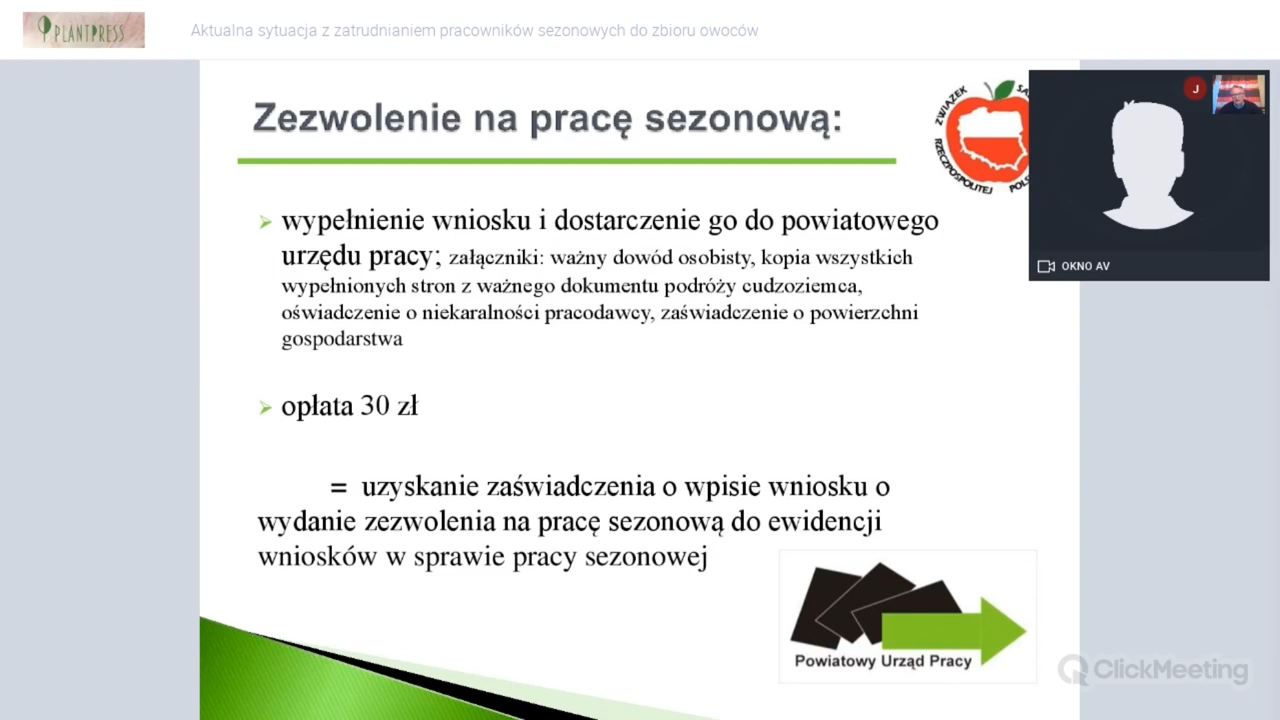 PLANTPRESS
Aktualna sytuacja z zatrudnianiem pracowników sezonowych do zbioru owoców
Zezwolenie na pracę sezonową:
ZWIĄZEK
SA
RZECZPOSPOLITEJ
POLS
J
OKNO AV
wypełnienie wniosku i dostarczenie go do powiatowego
urzędu pracy; załączniki: ważny dowód osobisty, kopia wszystkich
wypełnionych stron z ważnego dokumentu podróży cudzoziemca,
oświadczenie o niekaralności pracodawcy, zaświadczenie o powierzchni
gospodarstwa
opłata 30 zł
= uzyskanie zaświadczenia o wpisie wniosku o
wydanie zezwolenia na pracę sezonową do ewidencji
wniosków w sprawie pracy sezonowej
Powiatowy Urząd Pracy
ClickMeeting